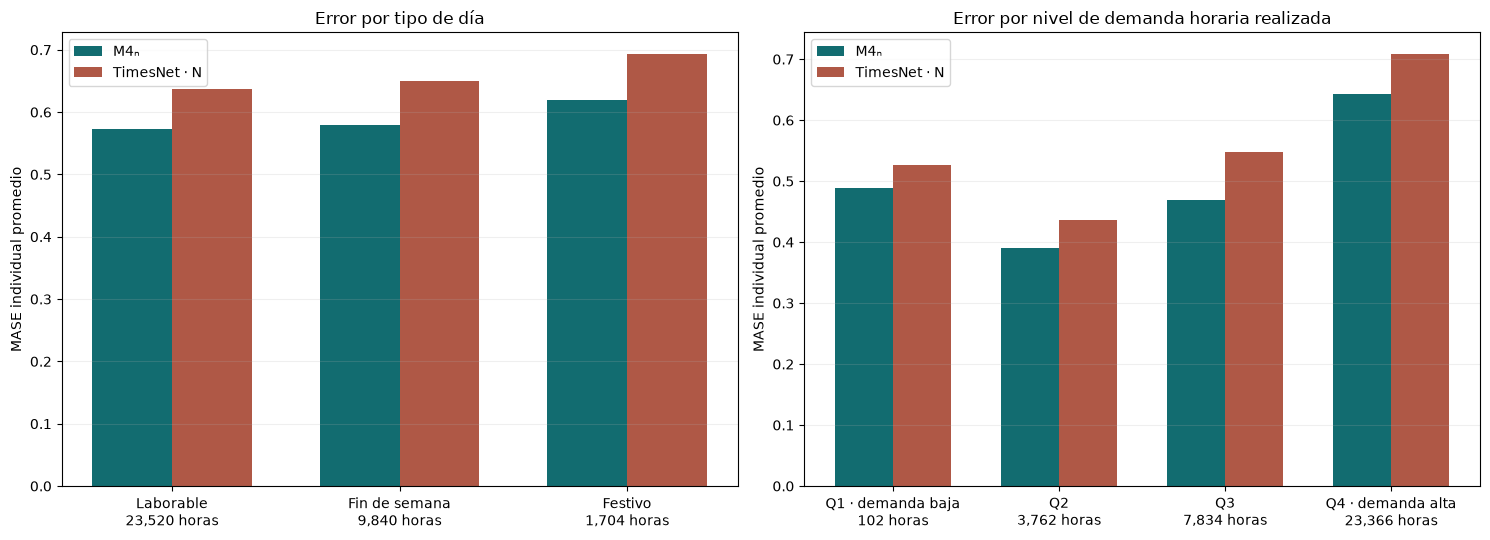 Error por tipo de día
MASE individual promedio
0.7
0.6
0.5
0.4
0.3
0.2
0.1
0.0
M4ₙ
TimesNet · N
Laborable
23,520 horas
Fin de semana
9,840 horas
Festivo
1,704 horas
Error por nivel de demanda horaria realizada
MASE individual promedio
0.7
0.6
0.5
0.4
0.3
0.2
0.1
0.0
M4ₙ
TimesNet · N
Q1 · demanda baja
102 horas
Q2
3,762 horas
Q3
7,834 horas
Q4 · demanda alta
23,366 horas